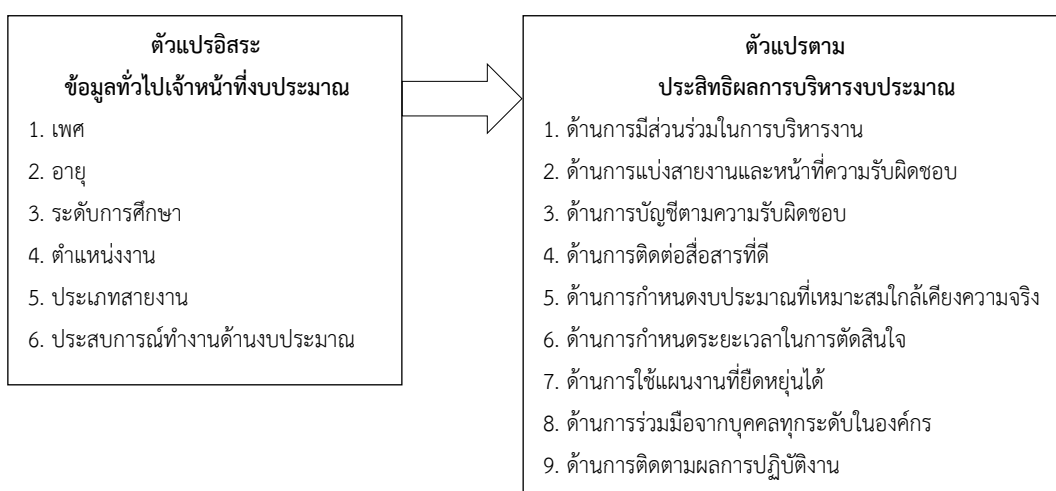 ตัวแปรอิสระ
ข้อมูลทั่วไปเจ้าหน้าที่งบประมาณ
1. เพศ
2. อายุ
3. ระดับการศึกษา
4. ตำแหน่งงาน
5. ประเภทสายงาน
6. ประสบการณ์ทำงานด้านงบประมาณ
ตัวแปรตาม
ประสิทธิผลการบริหารงบประมาณ
1. ด้านการมีส่วนร่วมในการบริหารงาน
2. ด้านการแบ่งสายงานและหน้าที่ความรับผิดชอบ
3. ด้านการบัญชีตามความรับผิดชอบ
4. ด้านการติดต่อสื่อสารที่ดี
5. ด้านการกำหนดงบประมาณที่เหมาะสมใกล้เคียงความจริง
6. ด้านการกำหนดระยะเวลาในการตัดสินใจ
7. ด้านการใช้แผนงานที่ยืดหยุ่นได้
8. ด้านการร่วมมือจากบุคคลทุกระดับในองค์กร
9. ด้านการติดตามผลการปฏิบัติงาน